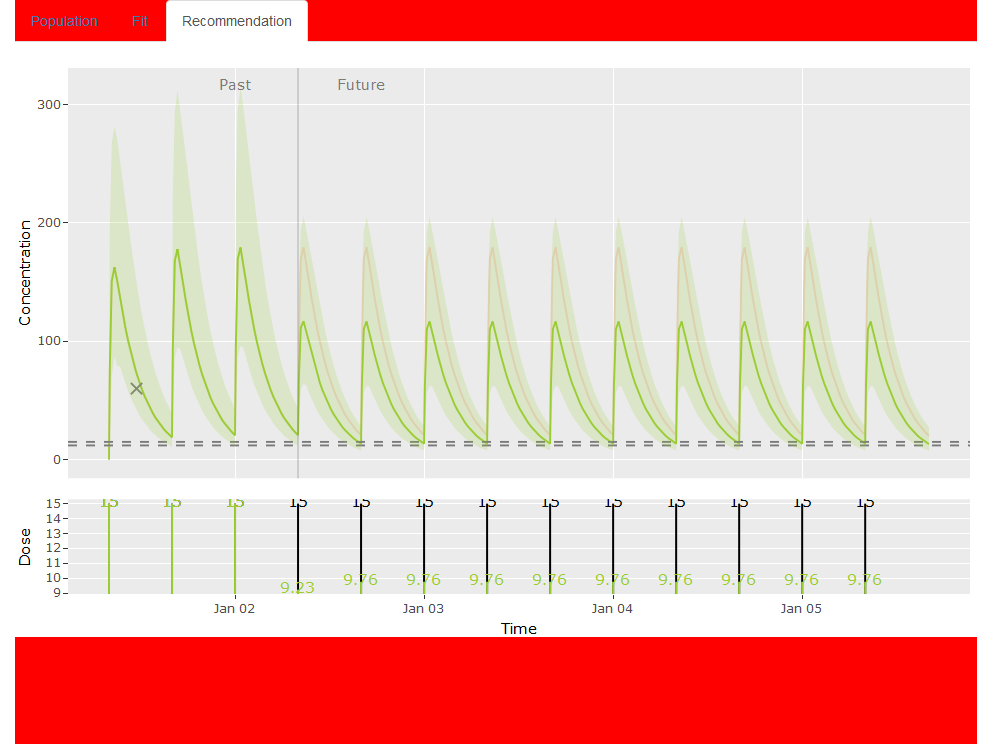 Population Fit Recommendation
Past Future
300
200
100
0
Concentration
15 15 15 15 15 15 15 15 15 15 15 15 15 15
14
13
12
11
10
9
9.23 9.76 9.76 9.76 9.76 9.76 9.76 9.76 9.76 9.76
Dose
Jan 02 Jan 03 Jan 04 Jan 05
Time